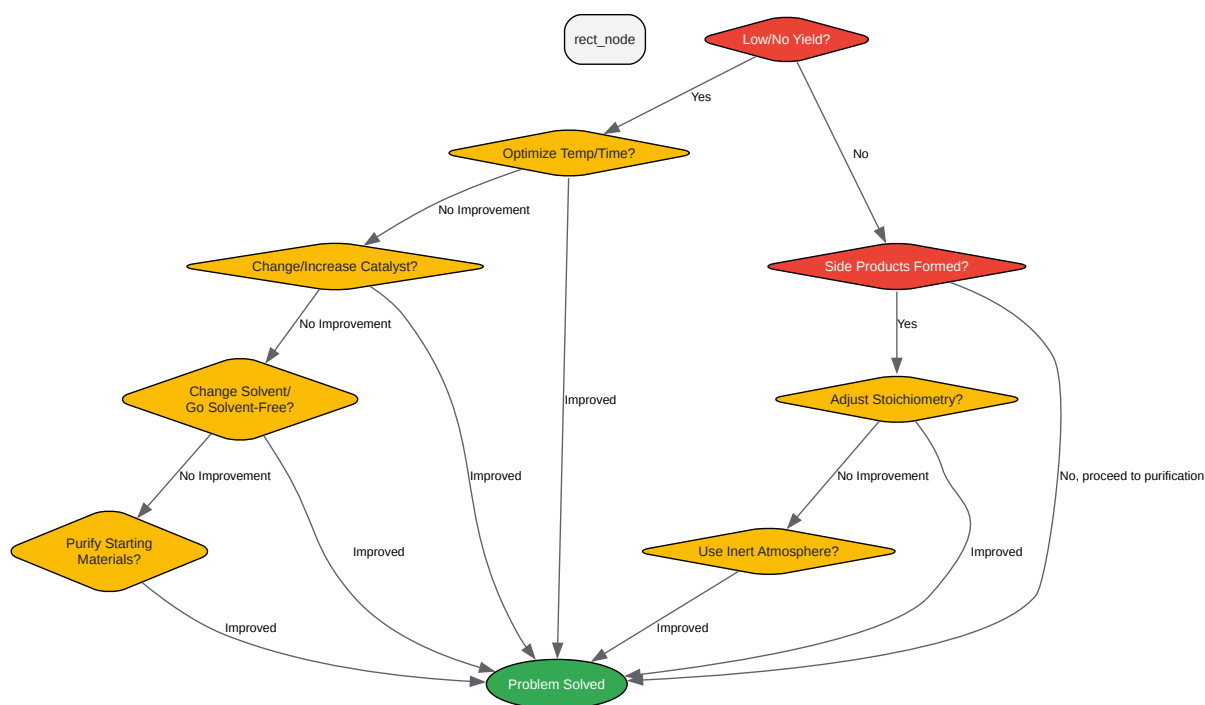 rect_node
Low/No Yield?
Yes
Optimize Temp/Time?
No
No Improvement
Change/Increase Catalyst?
Side Products Formed?
No Improvement
Yes
Change Solvent/
Go Solvent-Free?
Improved
Adjust Stoichiometry?
No Improvement
Improved
No Improvement
No, proceed to purification
Purify Starting
Materials?
Improved
Use Inert Atmosphere?
Improved
Improved
Improved
Problem Solved